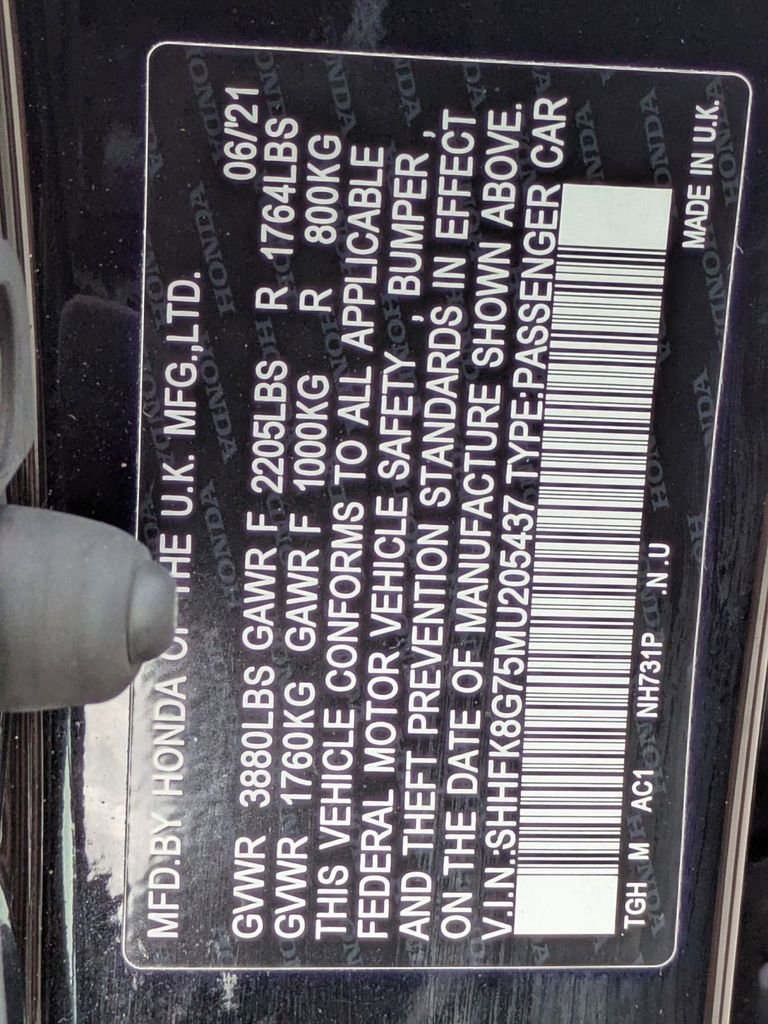 MFD.BY HONDA OF THE U.K. MFG.,LTD.
06/'21
GVWR 3880LBS GAWR F 2205LBS R 1764LBS
GVWR 1760KG GAWR F 1000KG R 800KG
THIS VEHICLE CONFORMS TO ALL APPLICABLE
FEDERAL MOTOR VEHICLE SAFETY , BUMPER ,
AND THEFT PREVENTION STANDARDS IN EFFECT
ON THE DATE OF MANUFACTURE SHOWN ABOVE.
V.I.N.:SHHFK8G75MU205437 TYPE:PASSENGER CAR
TGH M AC1 NH731P .N.U
MADE IN U.K.